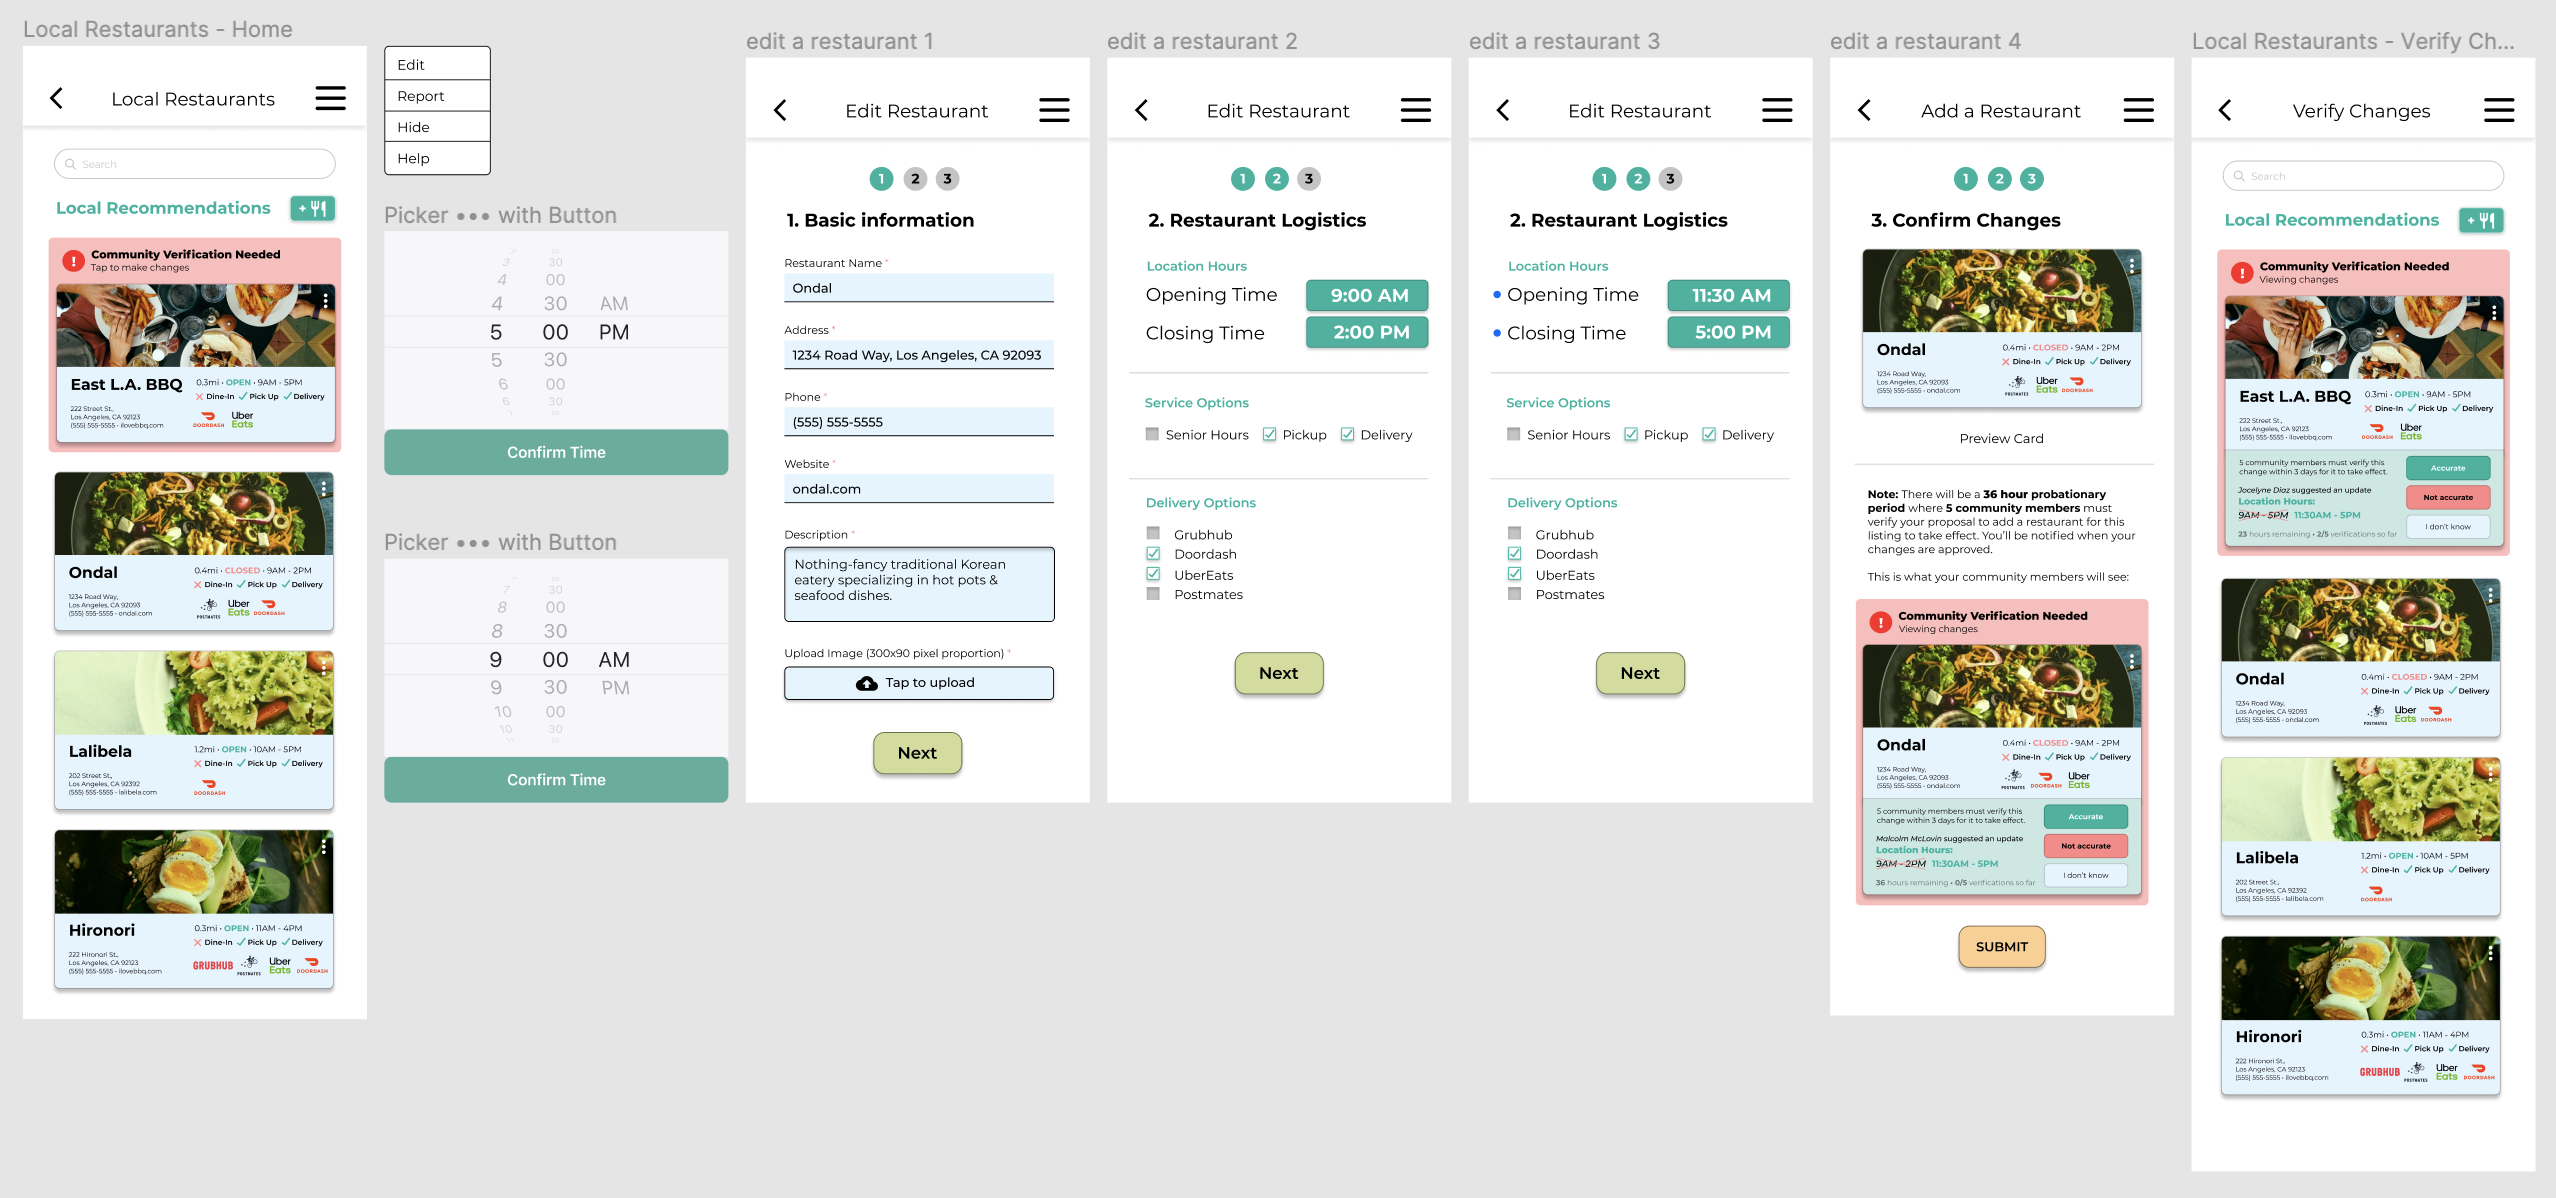 Local Restaurants - Home
Local Restaurants
Search
Local Recommendations
+
! Community Verification Needed
Tap to make changes
East L.A. BBQ
0.3mi • OPEN • 9AM - 5PM
Dine-In Pick Up Delivery
222 Street St.,
Los Angeles, CA 92123
(555) 555-5555 • ilovebbq.com
DOORDASH
Uber
Eats
Ondal
0.4mi • CLOSED • 9AM - 2PM
Dine-In Pick Up Delivery
1234 Road Way,
Los Angeles, CA 92093
(555) 555-5555 • ondal.com
POSTMATES
Uber
Eats
DOORDASH
Lalibela
1.2mi • OPEN • 10AM - 5PM
Dine-In Pick Up Delivery
202 Street St.,
Los Angeles, CA 92392
(555) 555-5555 • lalibela.com
DOORDASH
Hironori
0.3mi • OPEN • 11AM - 4PM
Dine-In Pick Up Delivery
222 Hironori St.,
Los Angeles, CA 92123
(555) 555-5555 • ilovebbq.com
GRUBHUB
POSTMATES
Uber
Eats
DOORDASH
Edit
Report
Hide
Help
Picker ••• with Button
3 30
4 00
4 30 AM
5 00 PM
5 30
6 00
6 30
Confirm Time
Picker ••• with Button
7 30
8 00
8 30
9 00 AM
9 30 PM
10 00
10 30
Confirm Time
edit a restaurant 1
Edit Restaurant
1 2 3
1. Basic information
Restaurant Name *
Ondal
Address *
1234 Road Way, Los Angeles, CA 92093
Phone *
(555) 555-5555
Website *
ondal.com
Description *
Nothing-fancy traditional Korean
eatery specializing in hot pots &
seafood dishes.
Upload Image (300x90 pixel proportion) *
Tap to upload
Next
edit a restaurant 2
Edit Restaurant
1 2 3
2. Restaurant Logistics
Location Hours
Opening Time 9:00 AM
Closing Time 2:00 PM
Service Options
Senior Hours Pickup Delivery
Delivery Options
Grubhub
Doordash
UberEats
Postmates
Next
edit a restaurant 3
Edit Restaurant
1 2 3
2. Restaurant Logistics
Location Hours
• Opening Time 11:30 AM
• Closing Time 5:00 PM
Service Options
Senior Hours Pickup Delivery
Delivery Options
Grubhub
Doordash
UberEats
Postmates
Next
edit a restaurant 4
Add a Restaurant
1 2 3
3. Confirm Changes
Ondal
0.4mi • CLOSED • 9AM - 2PM
Dine-In Pick Up Delivery
1234 Road Way,
Los Angeles, CA 92093
(555) 555-5555 • ondal.com
POSTMATES
Uber
Eats
DOORDASH
Preview Card
Note: There will be a 36 hour probationary
period where 5 community members must
verify your proposal to add a restaurant for this
listing to take effect. You'll be notified when your
changes are approved.
This is what your community members will see:
! Community Verification Needed
Viewing changes
Ondal
0.4mi • CLOSED • 9AM - 2PM
Dine-In Pick Up Delivery
1234 Road Way,
Los Angeles, CA 92093
(555) 555-5555 • ondal.com
POSTMATES
DOORDASH
Uber
Eats
5 community members must verify this
change within 3 days for it to take effect.
Malcolm McLovin suggested an update
Location Hours:
9AM - 2PM 11:30AM - 5PM
36 hours remaining • 0/5 verifications so far
Accurate
Not accurate
I don't know
SUBMIT
Local Restaurants - Verify Ch...
Verify Changes
Search
Local Recommendations
+
! Community Verification Needed
Viewing changes
East L.A. BBQ
0.3mi • OPEN • 9AM - 5PM
Dine-In Pick Up Delivery
222 Street St.,
Los Angeles, CA 92123
(555) 555-5555 • ilovebbq.com
DOORDASH
Uber
Eats
5 community members must verify this
change within 3 days for it to take effect.
Jocelyne Diaz suggested an update
Location Hours:
9AM - 5PM 11:30AM - 5PM
23 hours remaining • 2/5 verifications so far
Accurate
Not accurate
I don't know
Ondal
0.4mi • CLOSED • 9AM - 2PM
Dine-In Pick Up Delivery
1234 Road Way,
Los Angeles, CA 92093
(555) 555-5555 • ondal.com
POSTMATES
Uber
Eats
DOORDASH
Lalibela
1.2mi • OPEN • 10AM - 5PM
Dine-In Pick Up Delivery
202 Street St.,
Los Angeles, CA 92392
(555) 555-5555 • lalibela.com
DOORDASH
Hironori
0.3mi • OPEN • 11AM - 4PM
Dine-In Pick Up Delivery
222 Hironori St.,
Los Angeles, CA 92123
(555) 555-5555 • ilovebbq.com
GRUBHUB
POSTMATES
Uber
Eats
DOORDASH